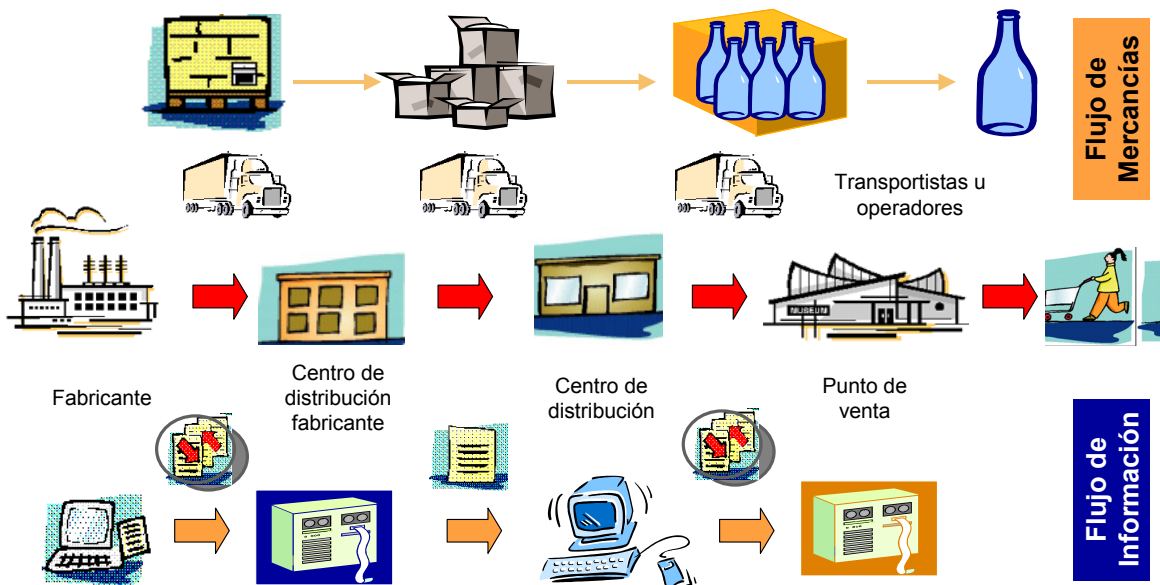 Flujo de
Mercancías
Transportistas u
operadores
MUSEUM
Fabricante
Centro de
distribución
fabricante
Centro de
distribución
Punto de
venta
Flujo de
Información